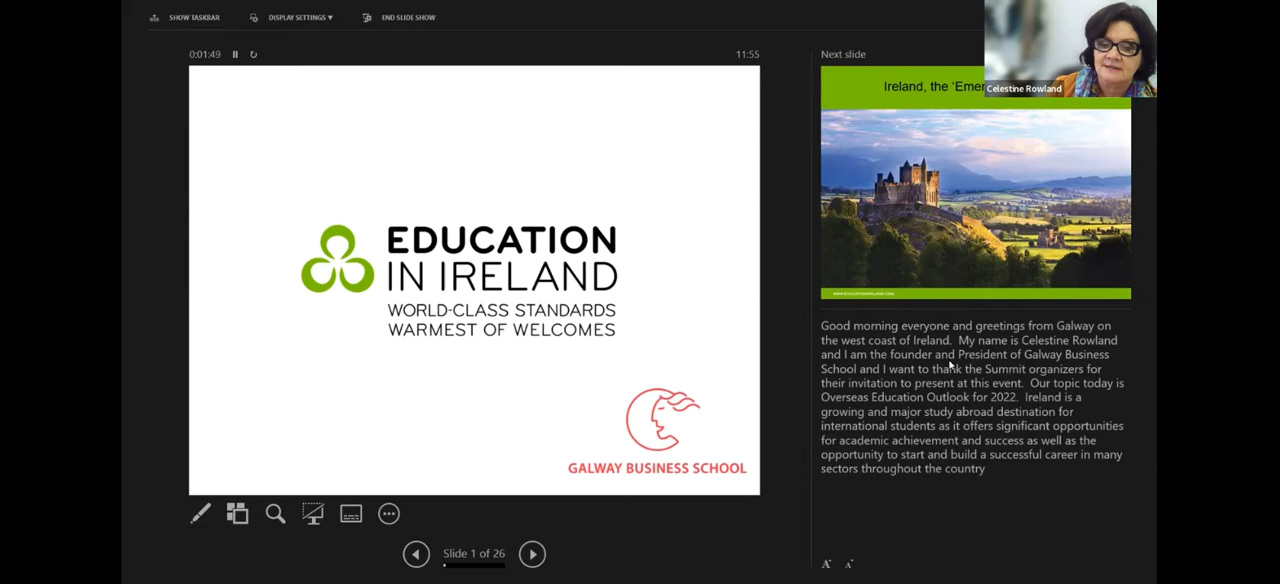 SHOW TASKBAR
DISPLAY SETTINGS ▼
END SLIDE SHOW
0:01:49
11:55
EDUCATION
IN IRELAND
WORLD-CLASS STANDARDS
WARMEST OF WELCOMES
GALWAY BUSINESS SCHOOL
Slide 1 of 26
Next slide
Celestine Rowland
Ireland, the ‘Emer
WWW.EDUCATIONINIRELAND.COM
Good morning everyone and greetings from Galway on
the west coast of Ireland. My name is Celestine Rowland
and I am the founder and President of Galway Business
School and I want to thank the Summit organizers for
their invitation to present at this event. Our topic today is
Overseas Education Outlook for 2022. Ireland is a
growing and major study abroad destination for
international students as it offers significant opportunities
for academic achievement and success as well as the
opportunity to start and build a successful career in many
sectors throughout the country
A
A